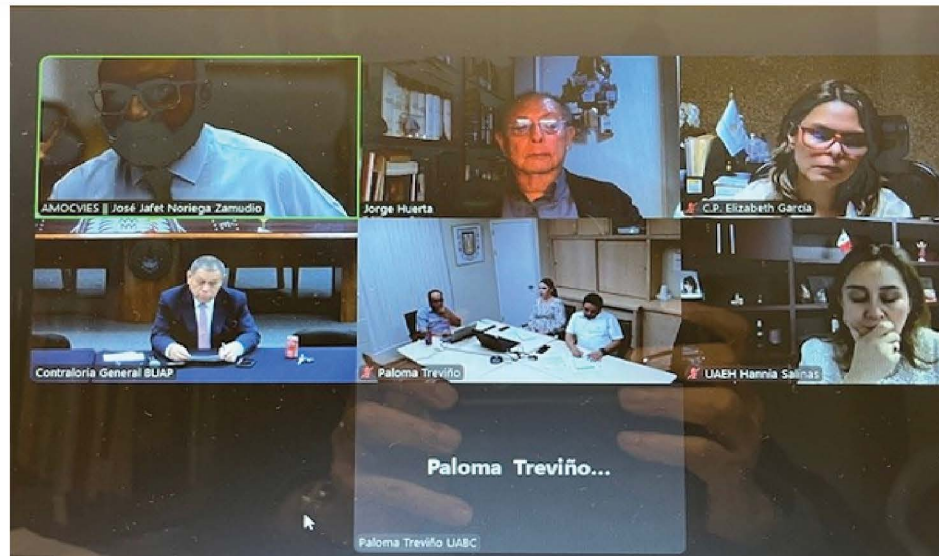 AMOCVIES || José Jafet Noriega Zamudio
Jorge Huerta
C.P. Elizabeth García
Contraloría General BUAP
Paloma Treviño
UAEH Hannia Salinas
Paloma Treviño...
Paloma Treviño UABC